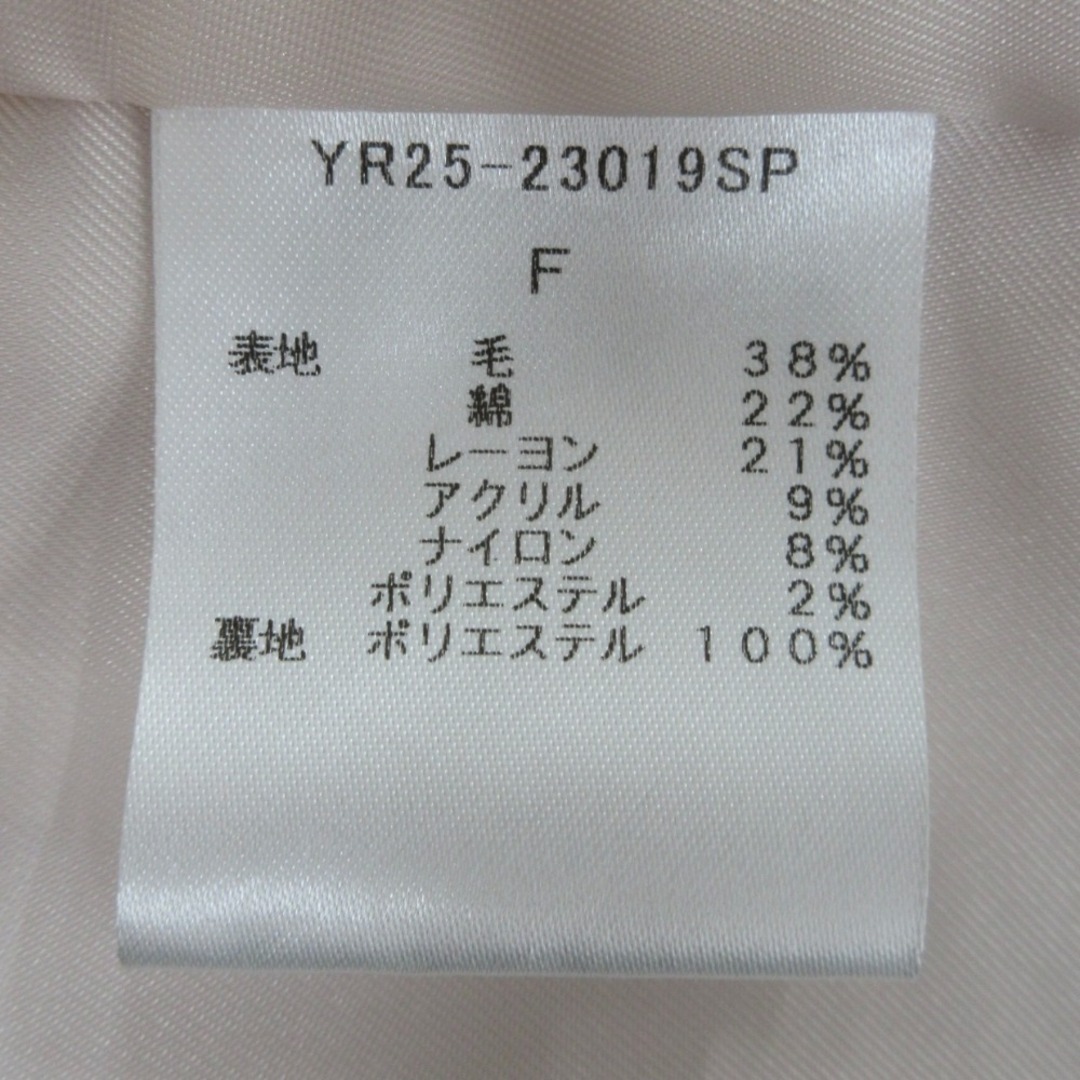 YR25-23019SP
F
表地 毛 38%
綿 22%
レーヨン 21%
アクリル 9%
ナイロン 8%
ポリエステル 2%
裏地 ポリエステル 100%